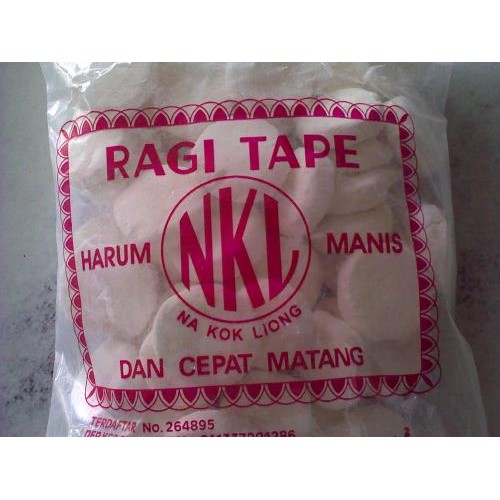 RAGI TAPE
HARUM NKL MANIS
NA KOK LIONG
DAN CEPAT MATANG
TERDAFTAR No. 264895